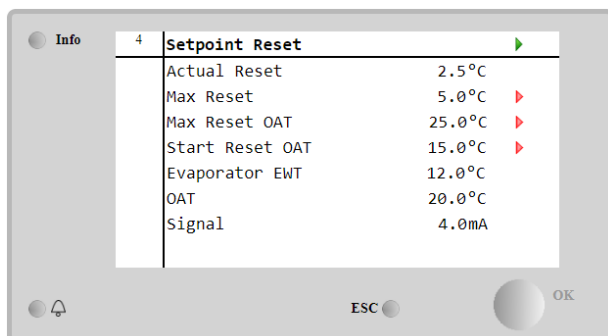 Info
4 Setpoint Reset
Actual Reset 2.5°C
Max Reset 5.0°C
Max Reset OAT 25.0°C
Start Reset OAT 15.0°C
Evaporator EWT 12.0°C
OAT 20.0°C
Signal 4.0mA
ESC
OK